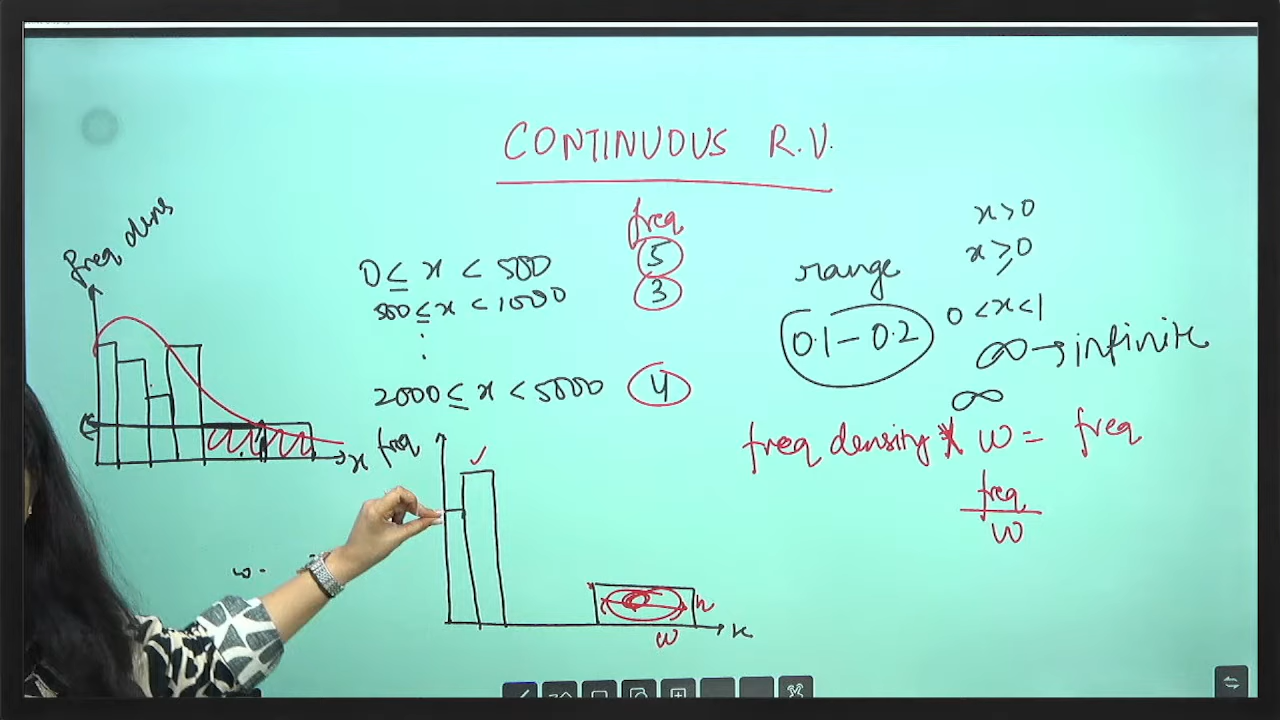 CONTINUOUS R.V.
freq dens
x
freq
0 ≤ x < 500 5
500 ≤ x < 1000 3
⋮
2000 ≤ x < 5000 4
range
0.1 - 0.2
x > 0
x ≥ 0
0 < x < 1
∞ → infinite
∞
freq density × w = freq
freq
w
freq
h
w
x
w.